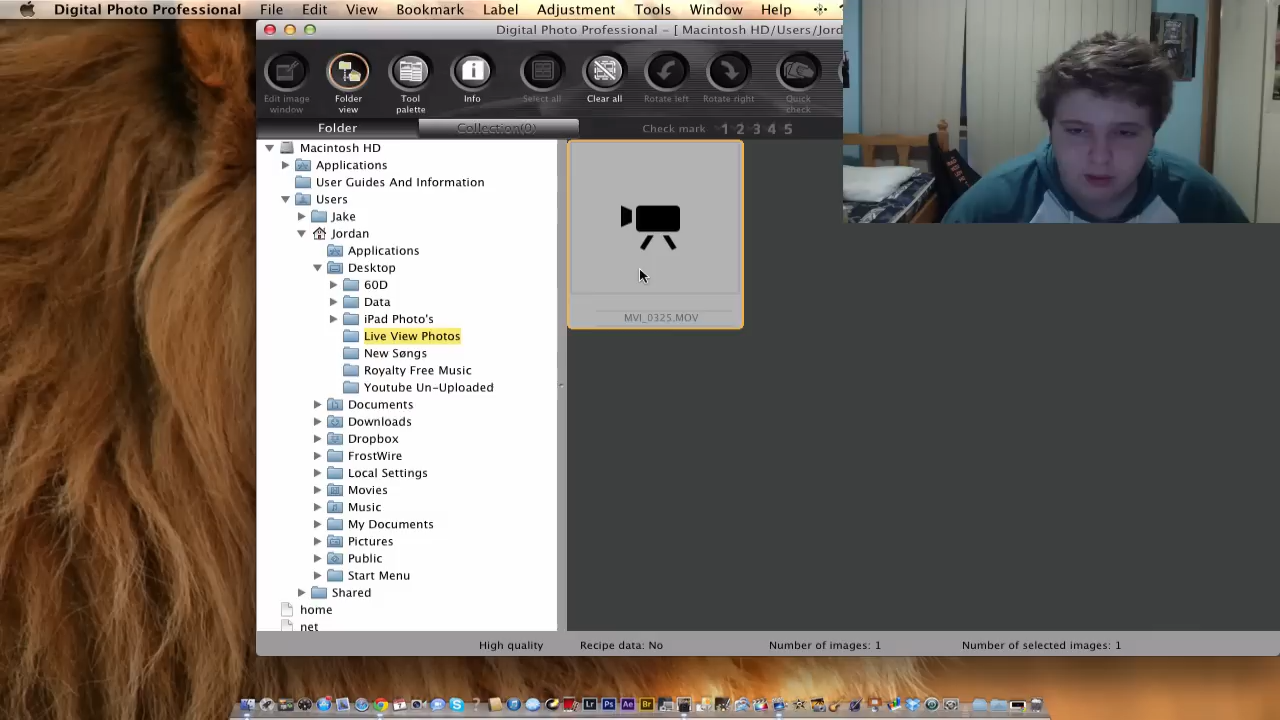 Digital Photo Professional File Edit View Bookmark Label Adjustment Tools Window Help
Digital Photo Professional – [ Macintosh HD/Users/Jord
Edit image window
Folder view
Tool palette
Info
Select all
Clear all
Rotate left
Rotate right
Quick check
Folder
Collection(0)
Check mark 1 2 3 4 5
Macintosh HD
Applications
User Guides And Information
Users
Jake
Jordan
Applications
Desktop
60D
Data
iPad Photo's
Live View Photos
New Søngs
Royalty Free Music
Youtube Un-Uploaded
Documents
Downloads
Dropbox
FrostWire
Local Settings
Movies
Music
My Documents
Pictures
Public
Start Menu
Shared
home
net
MVI_0325.MOV
High quality
Recipe data: No
Number of images: 1
Number of selected images: 1
Lr
Ps
Ae
Br